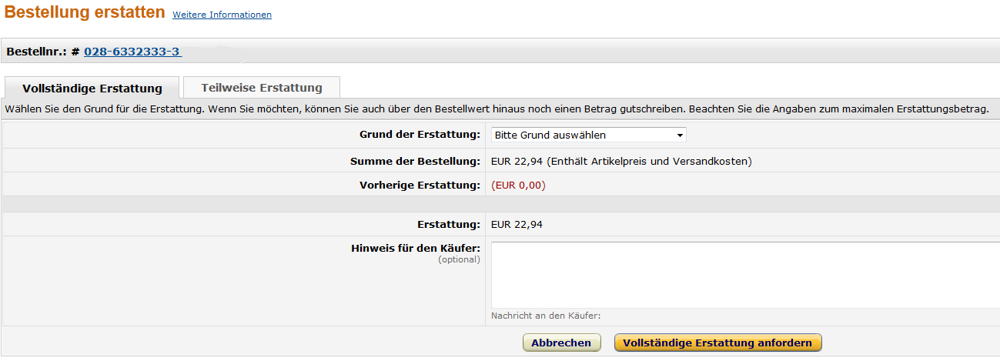 Bestellung erstatten Weitere Informationen
Bestellnr.: # 028-6332333-3
Vollständige Erstattung Teilweise Erstattung
Wählen Sie den Grund für die Erstattung. Wenn Sie möchten, können Sie auch über den Bestellwert hinaus noch einen Betrag gutschreiben. Beachten Sie die Angaben zum maximalen Erstattungsbetrag.
Grund der Erstattung: Bitte Grund auswählen
Summe der Bestellung: EUR 22,94 (Enthält Artikelpreis und Versandkosten)
Vorherige Erstattung: (EUR 0,00)
Erstattung: EUR 22,94
Hinweis für den Käufer:
(optional)
Nachricht an den Käufer:
Abbrechen Vollständige Erstattung anfordern